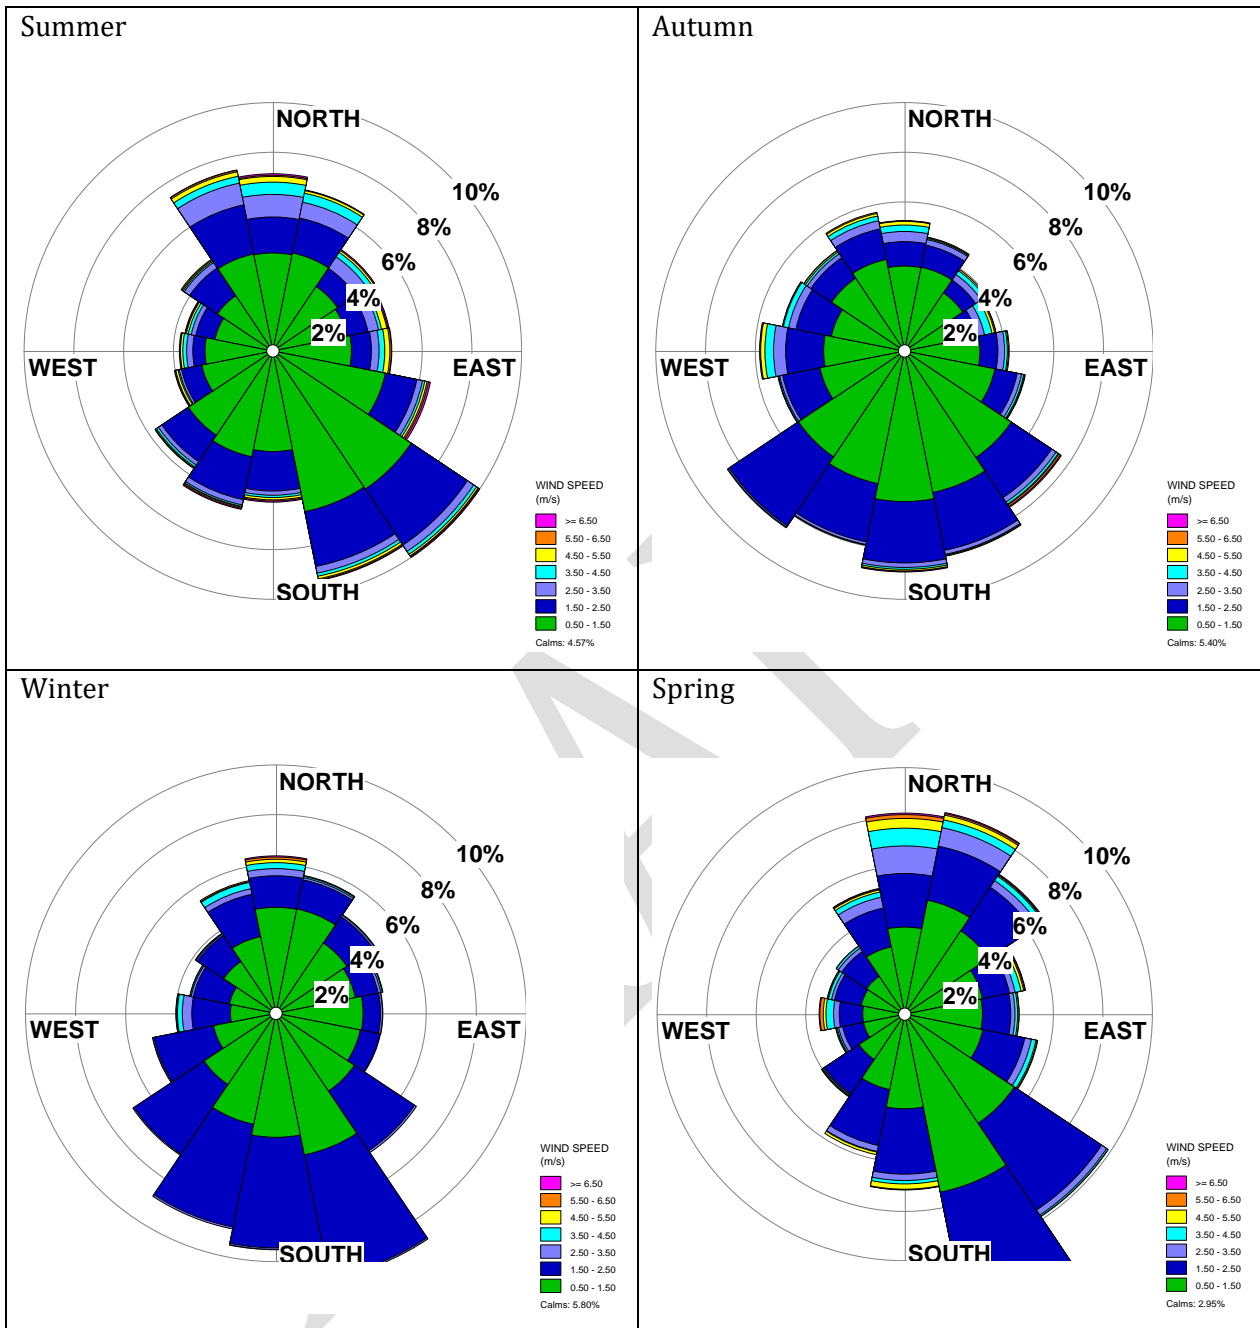 Summer
NORTH
10%
8%
6%
4%
2%
WEST
EAST
SOUTH
WIND SPEED
(m/s)
>= 6.50
5.50 - 6.50
4.50 - 5.50
3.50 - 4.50
2.50 - 3.50
1.50 - 2.50
0.50 - 1.50
Calms: 4.57%
Autumn
NORTH
10%
8%
6%
4%
2%
WEST
EAST
SOUTH
WIND SPEED
(m/s)
>= 6.50
5.50 - 6.50
4.50 - 5.50
3.50 - 4.50
2.50 - 3.50
1.50 - 2.50
0.50 - 1.50
Calms: 5.40%
Winter
NORTH
10%
8%
6%
4%
2%
WEST
EAST
SOUTH
WIND SPEED
(m/s)
>= 6.50
5.50 - 6.50
4.50 - 5.50
3.50 - 4.50
2.50 - 3.50
1.50 - 2.50
0.50 - 1.50
Calms: 5.80%
Spring
NORTH
10%
8%
6%
4%
2%
WEST
EAST
SOUTH
WIND SPEED
(m/s)
>= 6.50
5.50 - 6.50
4.50 - 5.50
3.50 - 4.50
2.50 - 3.50
1.50 - 2.50
0.50 - 1.50
Calms: 2.95%